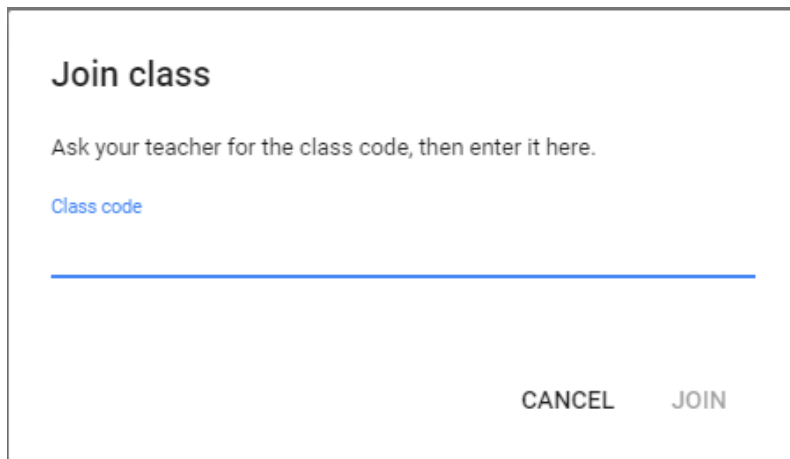 Join class
Ask your teacher for the class code, then enter it here.
Class code
CANCEL JOIN